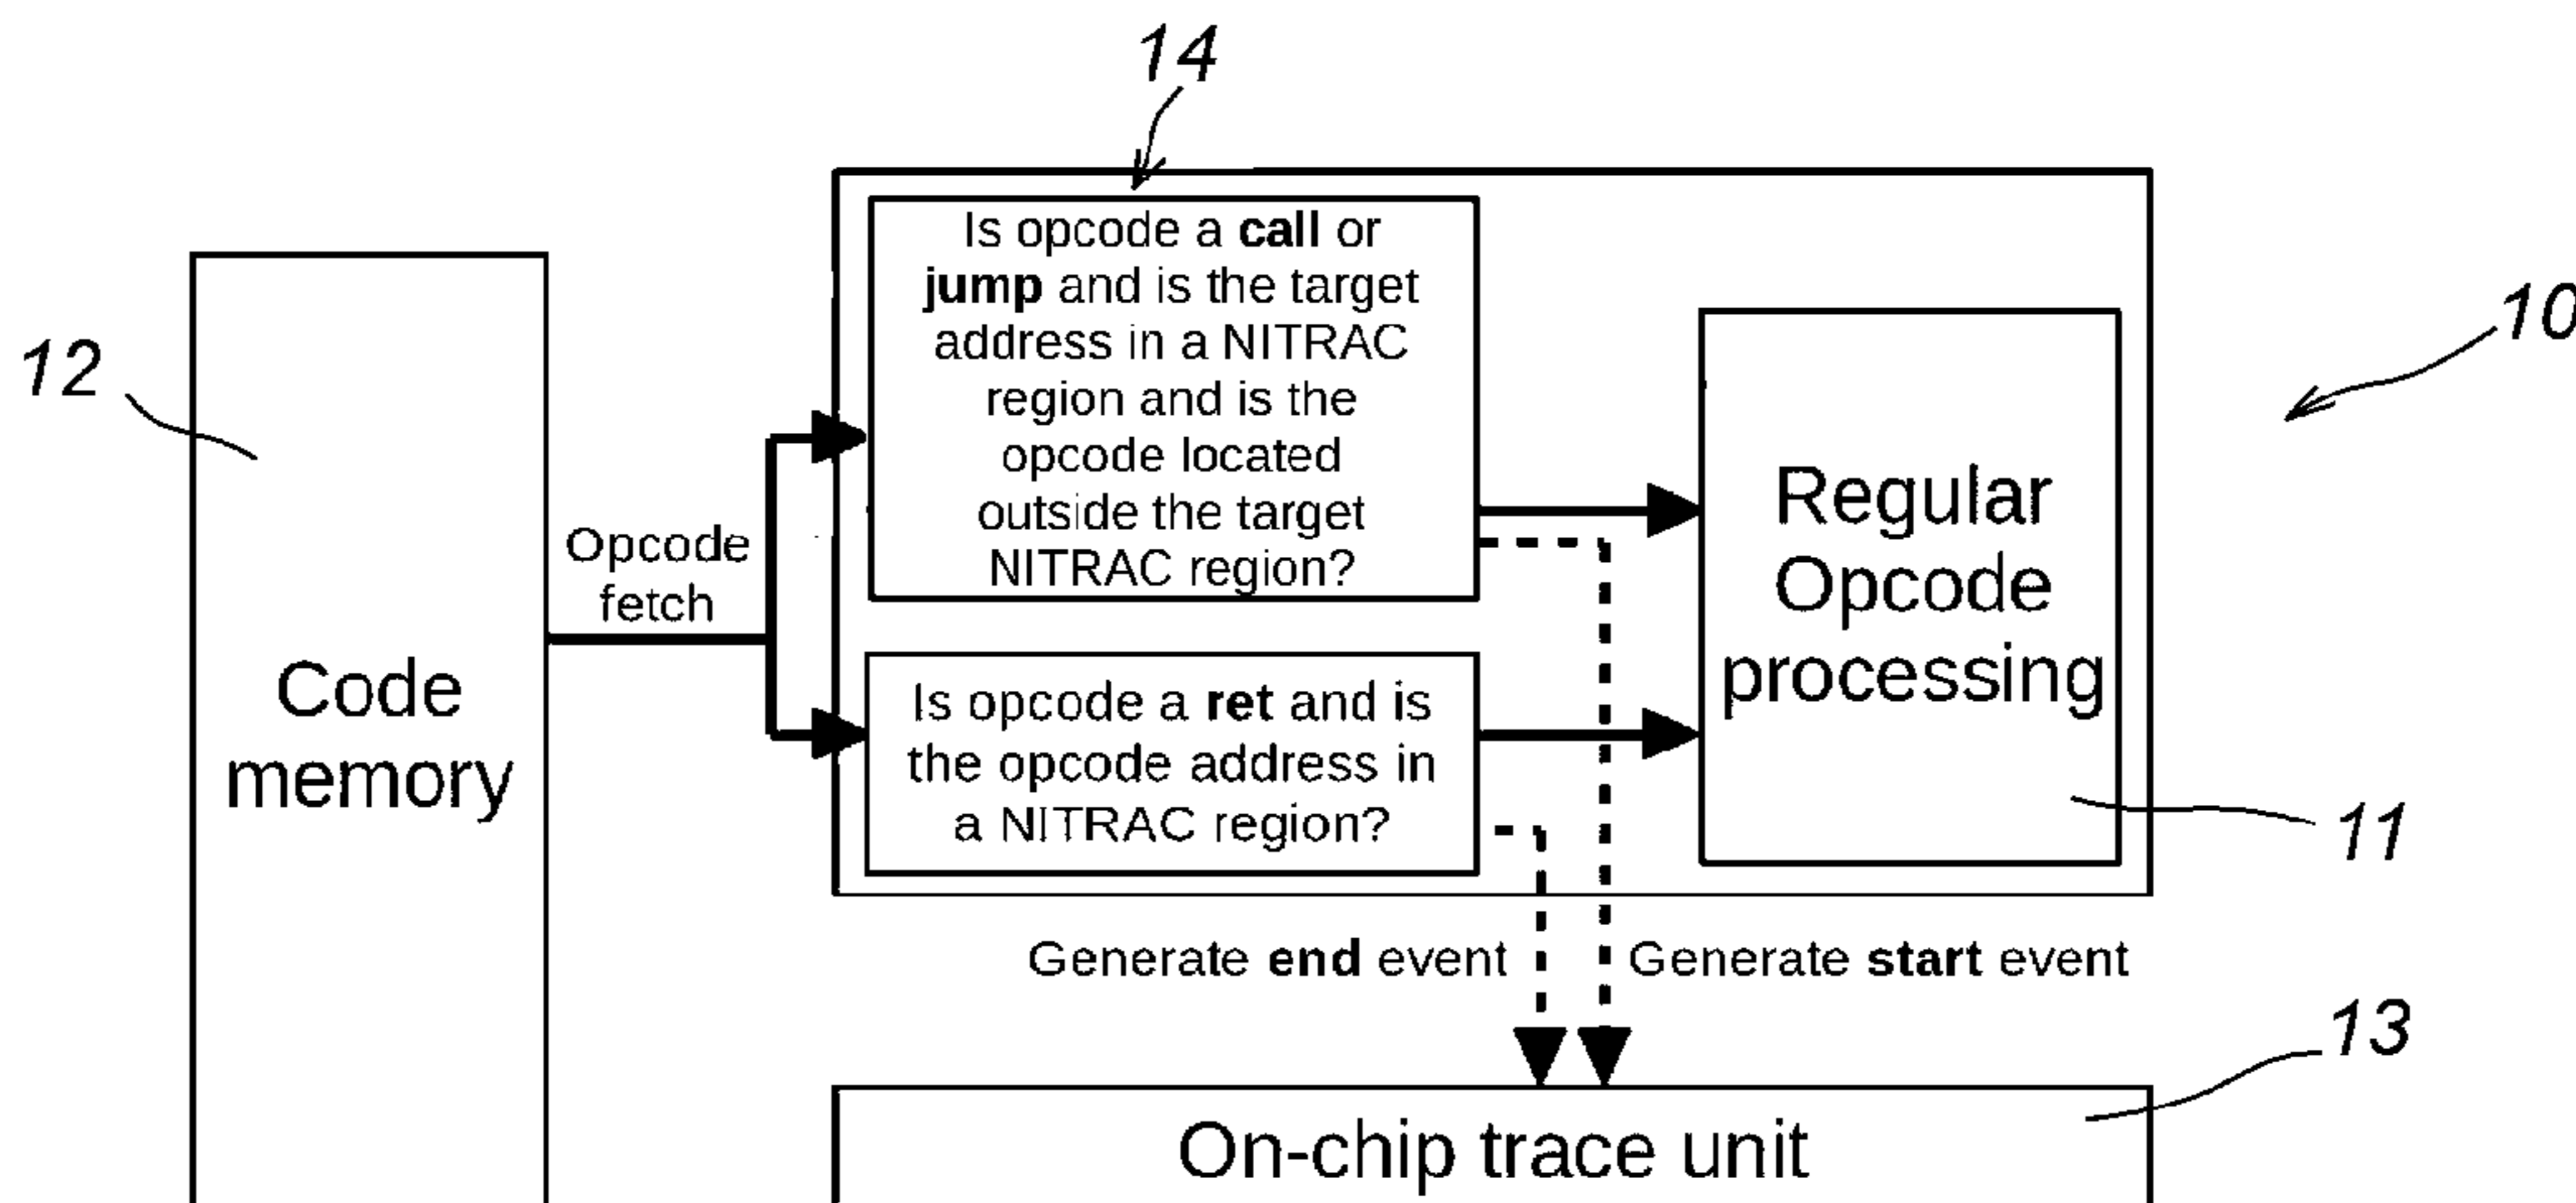 14
Is opcode a call or
jump and is the target
address in a NITRAC
region and is the
opcode located
outside the target
NITRAC region?
10
12
Opcode
fetch
Regular
Opcode
processing
Code
memory
Is opcode a ret and is
the opcode address in
a NITRAC region?
11
Generate end event
Generate start event
13
On-chip trace unit